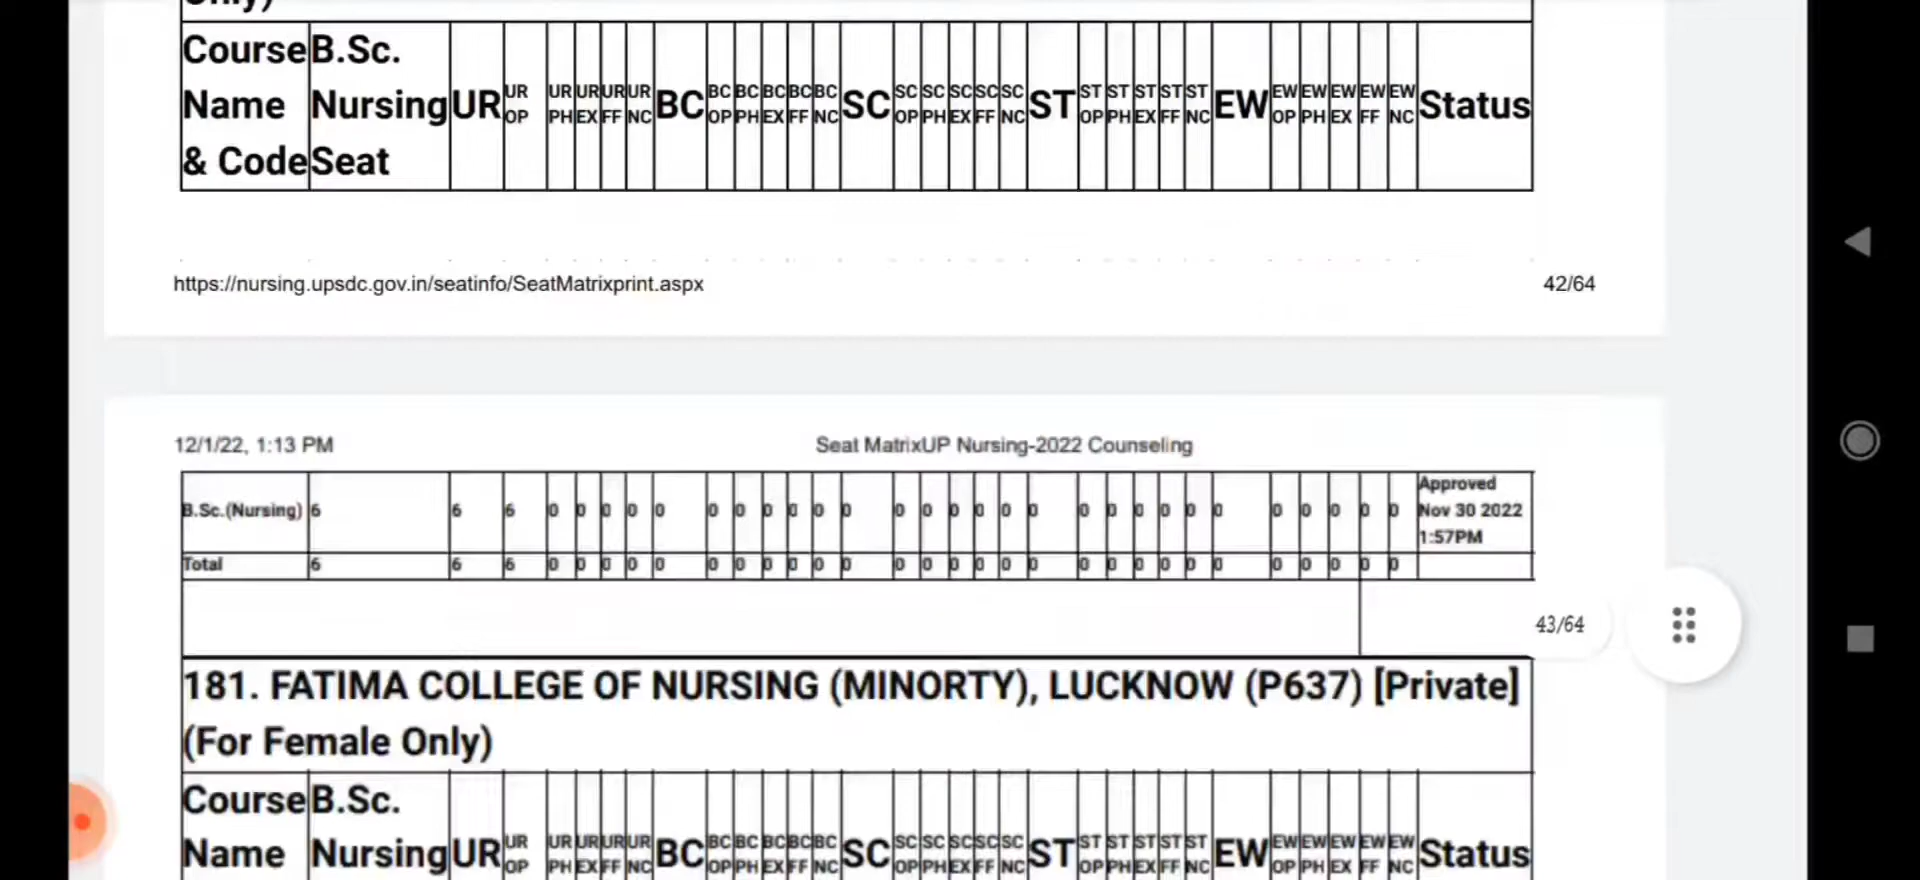 Only)
Course Name & Code B.Sc. Nursing Seat UR UR OP UR PH UR EX UR FF UR NC BC BC OP BC PH BC EX BC FF BC NC SC SC OP SC PH SC EX SC FF SC NC ST ST OP ST PH ST EX ST FF ST NC EW EW OP EW PH EW EX EW FF EW NC Status
https://nursing.upsdc.gov.in/seatinfo/SeatMatrixprint.aspx 42/64
12/1/22, 1:13 PM Seat MatrixUP Nursing-2022 Counseling
B.Sc.(Nursing) 6 6 6 0 0 0 0 0 0 0 0 0 0 0 0 0 0 0 0 0 0 0 0 0 0 0 0 0 0 0 0 Approved Nov 30 2022 1:57PM
Total 6 6 6 0 0 0 0 0 0 0 0 0 0 0 0 0 0 0 0 0 0 0 0 0 0 0 0 0 0 0 0
43/64
181. FATIMA COLLEGE OF NURSING (MINORTY), LUCKNOW (P637) [Private]
(For Female Only)
Course Name B.Sc. Nursing UR UR OP UR PH UR EX UR FF UR NC BC BC OP BC PH BC EX BC FF BC NC SC SC OP SC PH SC EX SC FF SC NC ST ST OP ST PH ST EX ST FF ST NC EW EW OP EW PH EW EX EW FF EW NC Status